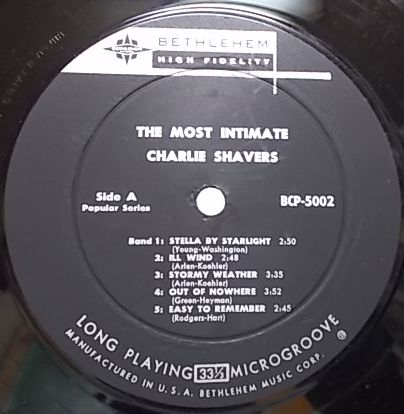 BETHLEHEM
HIGH FIDELITY
THE MOST INTIMATE
CHARLIE SHAVERS
Side A
Popular Series
BCP-5002
Band 1: STELLA BY STARLIGHT 2:50
(Young-Washington)
2: ILL WIND 2:48
(Arlen-Koehler)
3: STORMY WEATHER 3:35
(Arlen-Koehler)
4: OUT OF NOWHERE 3:52
(Green-Heyman)
5: EASY TO REMEMBER 2:45
(Rodgers-Hart)
LONG PLAYING 33⅓ MICROGROOVE
MANUFACTURED IN U.S.A. BETHLEHEM MUSIC CORP.